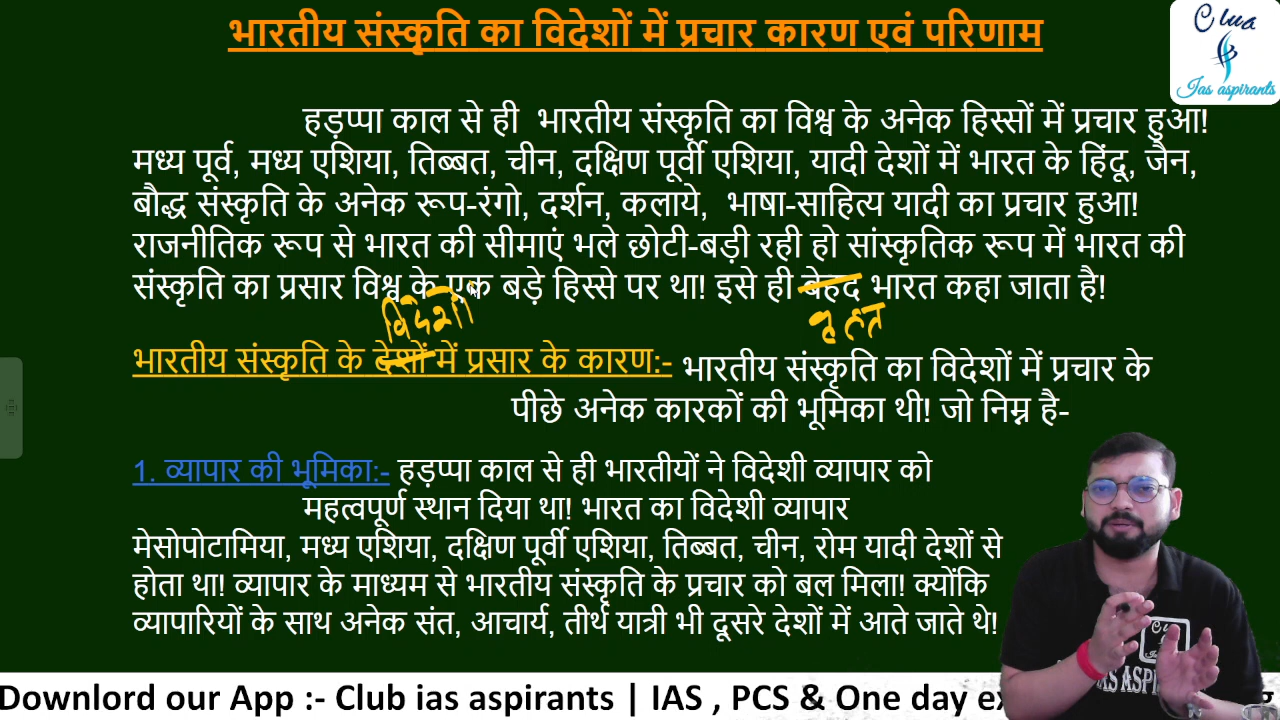 भारतीय संस्कृति का विदेशों में प्रचार कारण एवं परिणाम
Clua
Ias aspirants
हड़प्पा काल से ही भारतीय संस्कृति का विश्व के अनेक हिस्सों में प्रचार हुआ!
मध्य पूर्व, मध्य एशिया, तिब्बत, चीन, दक्षिण पूर्वी एशिया, यादी देशों में भारत के हिंदू, जैन,
बौद्ध संस्कृति के अनेक रूप-रंगो, दर्शन, कलाये, भाषा-साहित्य यादी का प्रचार हुआ!
राजनीतिक रूप से भारत की सीमाएं भले छोटी-बड़ी रही हो सांस्कृतिक रूप में भारत की
संस्कृति का प्रसार विश्व के एक बड़े हिस्से पर था! इसे ही बेहद भारत कहा जाता है!
विदेशों
वृहत
भारतीय संस्कृति के देशों में प्रसार के कारण:- भारतीय संस्कृति का विदेशों में प्रचार के
पीछे अनेक कारकों की भूमिका थी! जो निम्न है-
1. व्यापार की भूमिका:- हड़प्पा काल से ही भारतीयों ने विदेशी व्यापार को
महत्वपूर्ण स्थान दिया था! भारत का विदेशी व्यापार
मेसोपोटामिया, मध्य एशिया, दक्षिण पूर्वी एशिया, तिब्बत, चीन, रोम यादी देशों से
होता था! व्यापार के माध्यम से भारतीय संस्कृति के प्रचार को बल मिला! क्योंकि
व्यापारियों के साथ अनेक संत, आचार्य, तीर्थ यात्री भी दूसरे देशों में आते जाते थे!
Downlord our App :- Club ias aspirants | IAS , PCS & One day